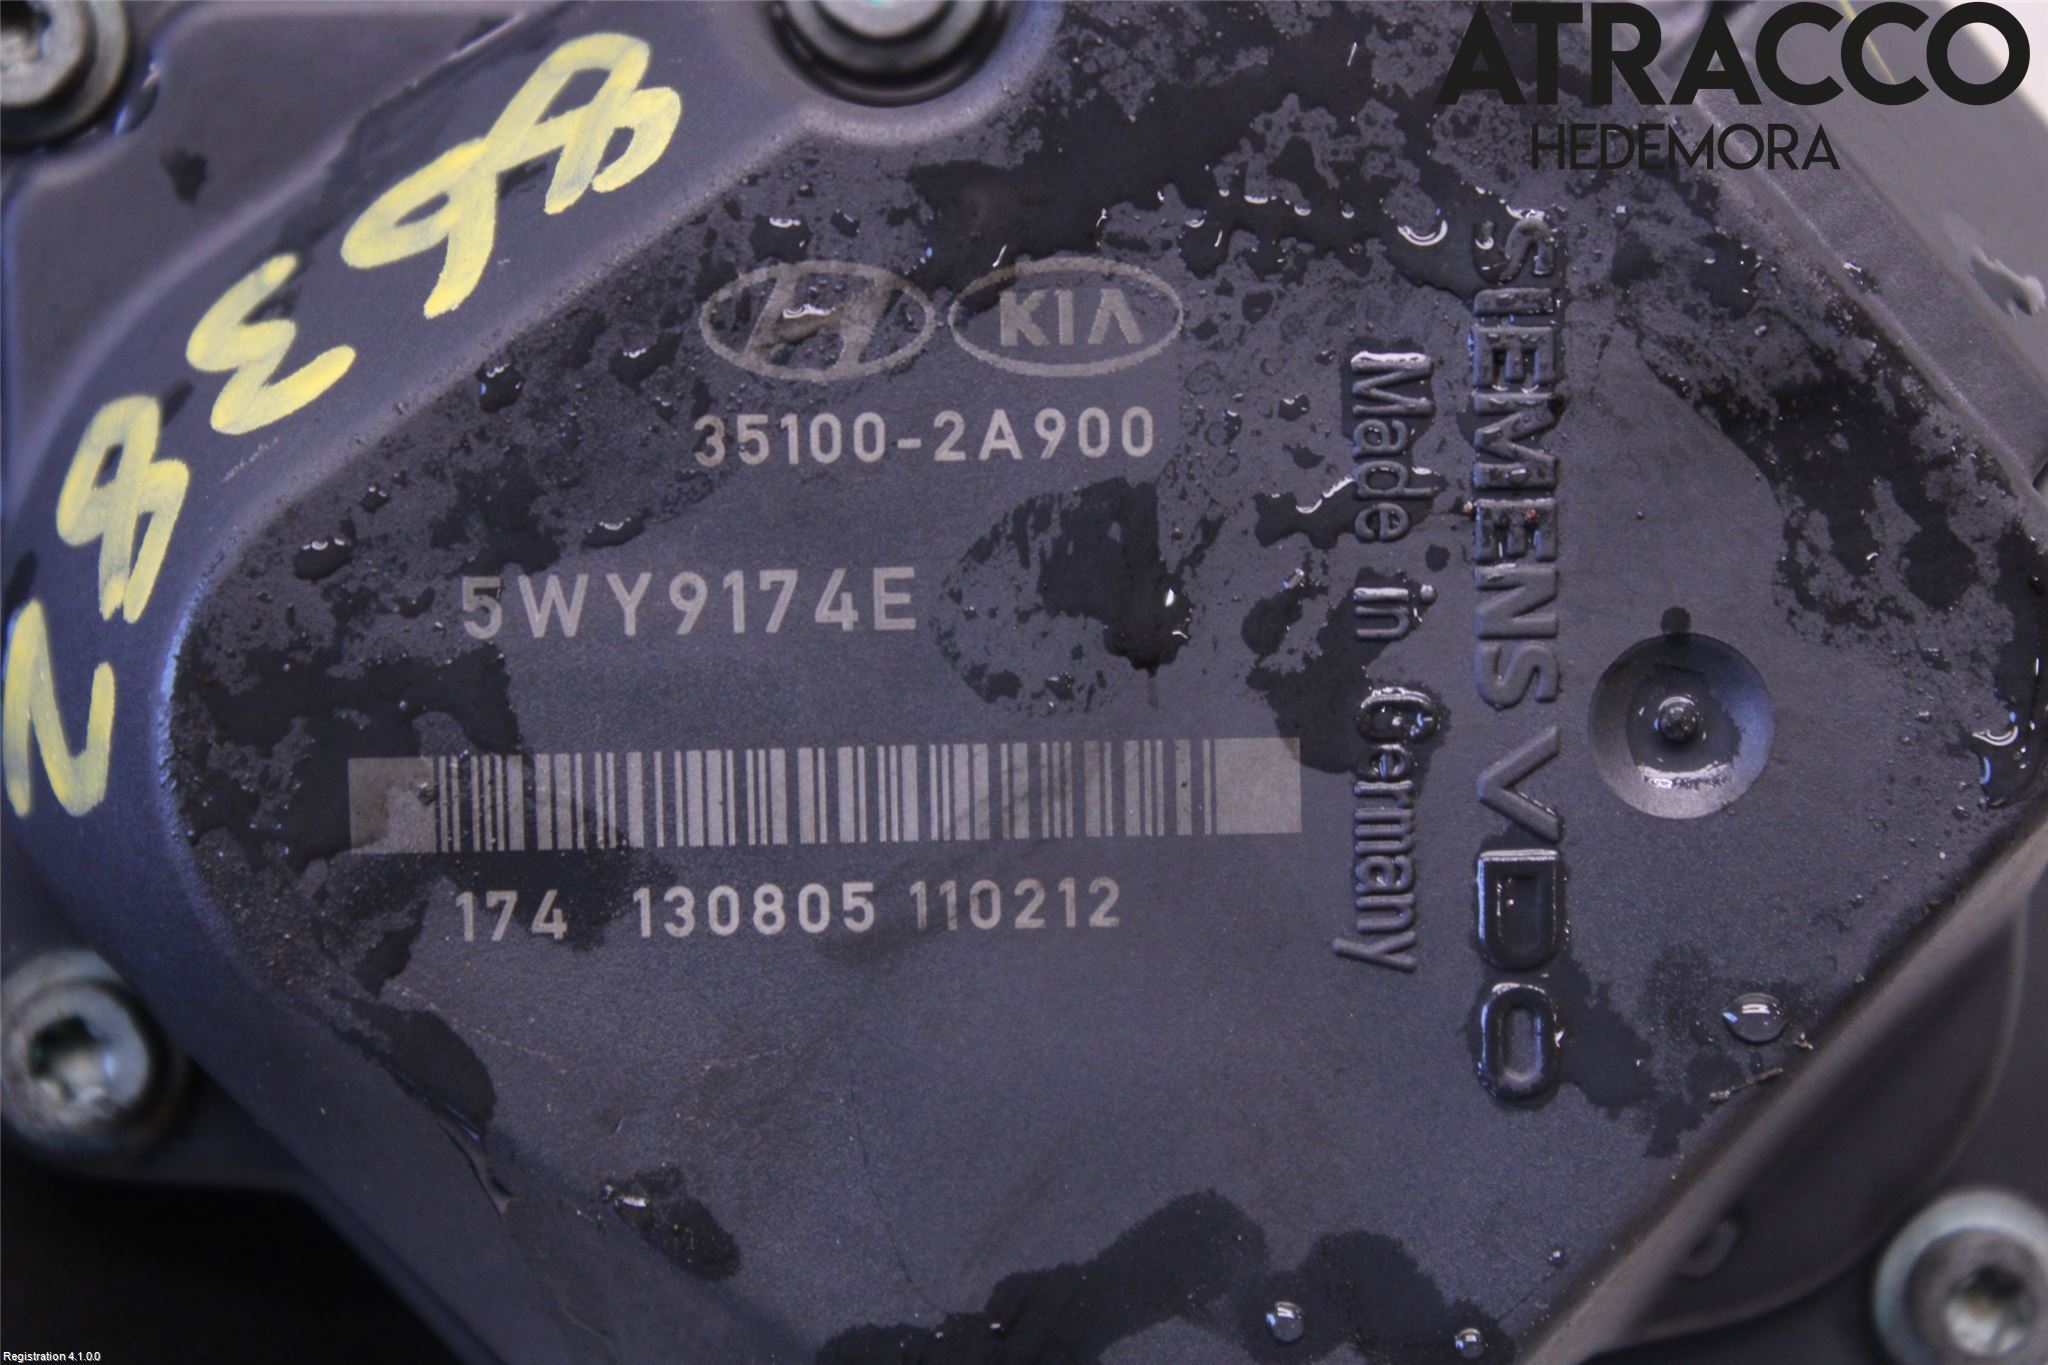 ATRACCO
HEDEMORA
KIA
35100-2A900
5WY9174E
174 130805 110212
Made in Germany
SIEMENS VDO
Registration 4.1.0.0